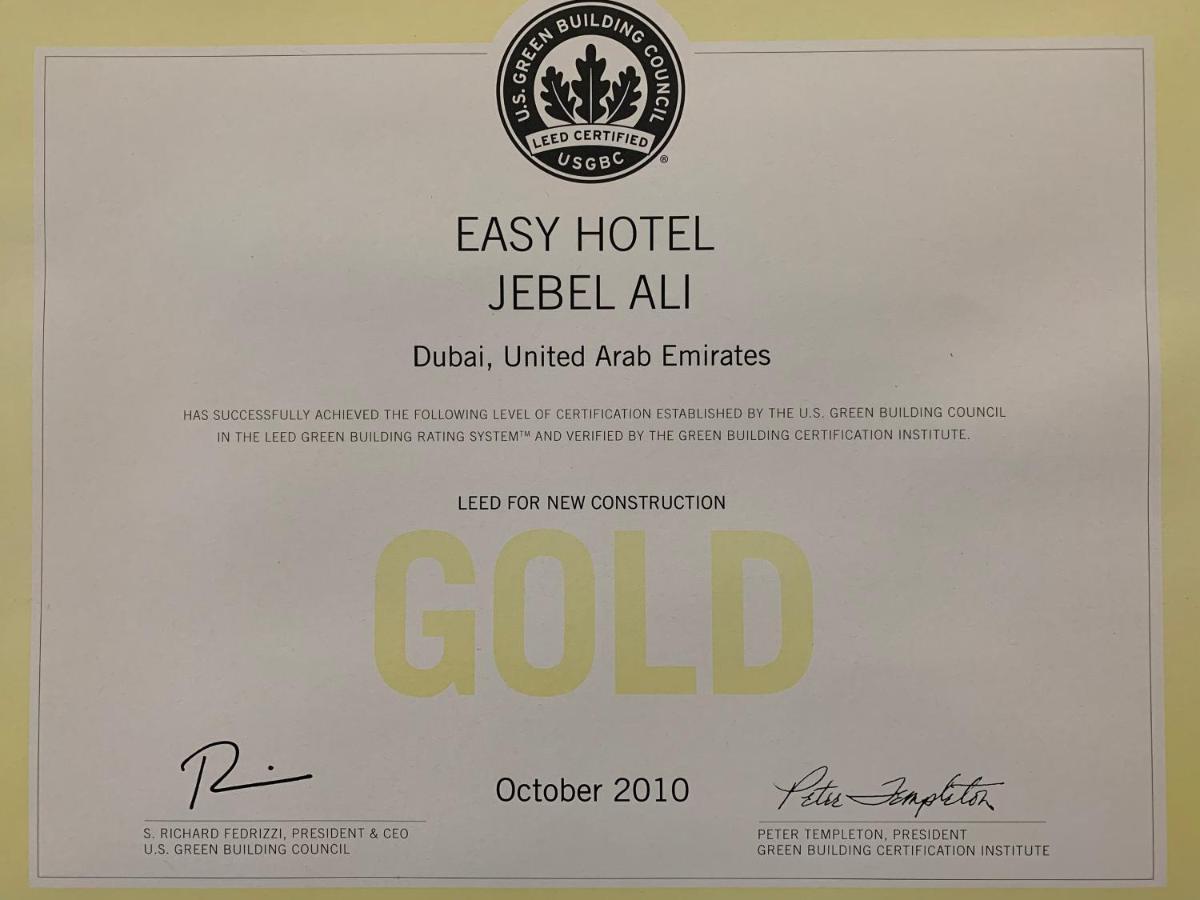 U.S. GREEN BUILDING COUNCIL
LEED CERTIFIED
USGBC
®
EASY HOTEL
JEBEL ALI
Dubai, United Arab Emirates
HAS SUCCESSFULLY ACHIEVED THE FOLLOWING LEVEL OF CERTIFICATION ESTABLISHED BY THE U.S. GREEN BUILDING COUNCIL
IN THE LEED GREEN BUILDING RATING SYSTEM™ AND VERIFIED BY THE GREEN BUILDING CERTIFICATION INSTITUTE.
LEED FOR NEW CONSTRUCTION
GOLD
October 2010
Peter Templeton
S. RICHARD FEDRIZZI, PRESIDENT & CEO
U.S. GREEN BUILDING COUNCIL
PETER TEMPLETON, PRESIDENT
GREEN BUILDING CERTIFICATION INSTITUTE